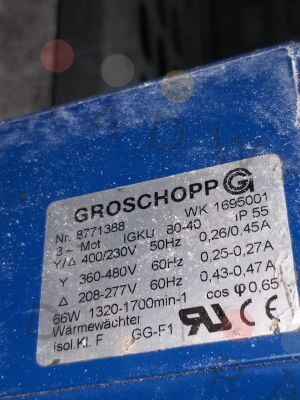 GROSCHOPP G
Nr. 8771388 WK 1695001
3~ Mot IGKU 80-40 IP 55
Y/Δ 400/230V 50Hz 0,26/0,45A
Y 360-480V 60Hz 0,25-0,27A
Δ 208-277V 60Hz 0,43-0,47A
66W 1320-1700min-1 cos φ 0,65
Wärmewächter
Isol.Kl. F GG-F1 RU CE